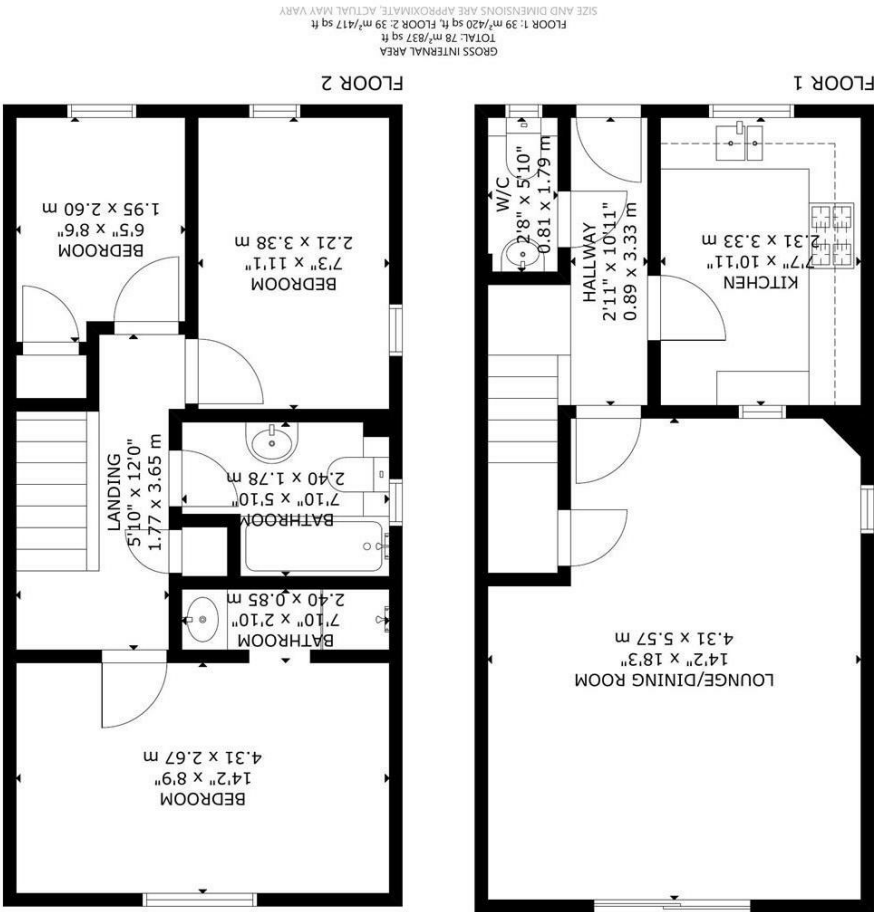 FLOOR 1
KITCHEN
7'7" x 10'11"
2.31 x 3.33 m
HALLWAY
2'11" x 10'11"
0.89 x 3.33 m
W/C
2'8" x 5'10"
0.81 x 1.79 m
LOUNGE/DINING ROOM
14'2" x 18'3"
4.31 x 5.57 m
FLOOR 2
BEDROOM
7'3" x 11'1"
2.21 x 3.38 m
BEDROOM
6'5" x 8'6"
1.95 x 2.60 m
BATHROOM
7'10" x 5'10"
2.40 x 1.78 m
LANDING
5'10" x 12'0"
1.77 x 3.65 m
BATHROOM
7'10" x 2'10"
2.40 x 0.85 m
BEDROOM
14'2" x 8'9"
4.31 x 2.67 m
GROSS INTERNAL AREA
TOTAL: 78 m²/837 sq ft
FLOOR 1: 39 m²/420 sq ft, FLOOR 2: 39 m²/417 sq ft
SIZE AND DIMENSIONS ARE APPROXIMATE, ACTUAL MAY VARY